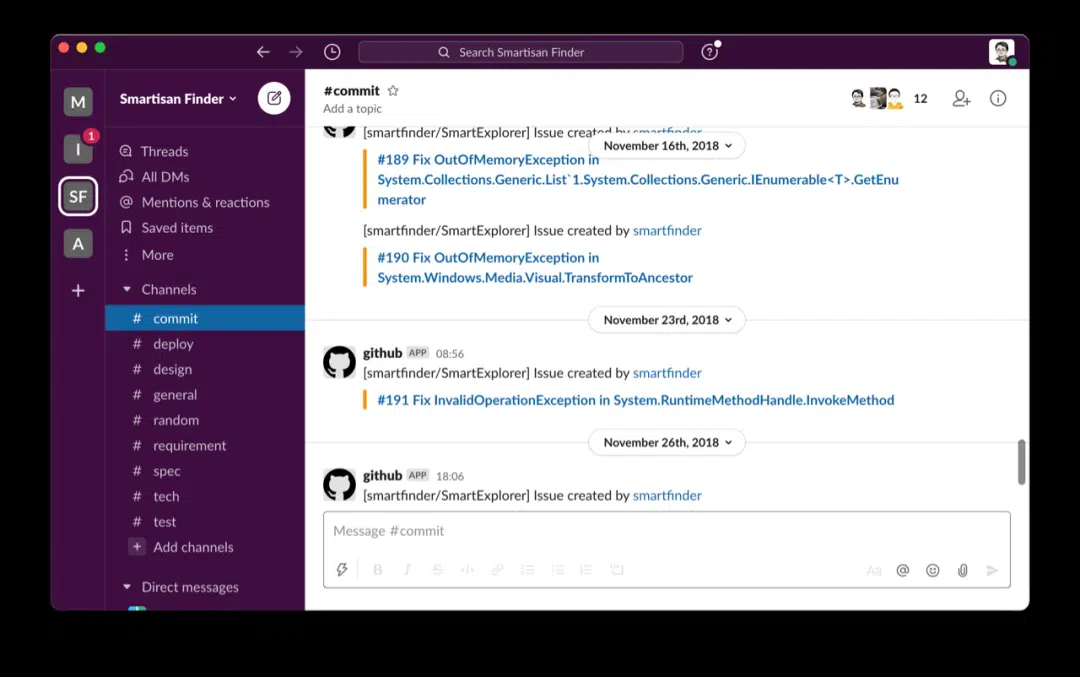 Search Smartisan Finder
M
I
1
SF
A
+
Smartisan Finder
Threads
All DMs
@ Mentions & reactions
Saved items
More
Channels
# commit
# deploy
# design
# general
# random
# requirement
# spec
# tech
# test
+ Add channels
Direct messages
#commit
Add a topic
12
[smartfinder/SmartExplorer] Issue created by smartfinder
November 16th, 2018
#189 Fix OutOfMemoryException in
System.Collections.Generic.List`1.System.Collections.Generic.IEnumerable<T>.GetEnu
merator
[smartfinder/SmartExplorer] Issue created by smartfinder
#190 Fix OutOfMemoryException in
System.Windows.Media.Visual.TransformToAncestor
November 23rd, 2018
github APP 08:56
[smartfinder/SmartExplorer] Issue created by smartfinder
#191 Fix InvalidOperationException in System.RuntimeMethodHandle.InvokeMethod
November 26th, 2018
github APP 18:06
[smartfinder/SmartExplorer] Issue created by smartfinder
Message #commit
B I S </> Aa @